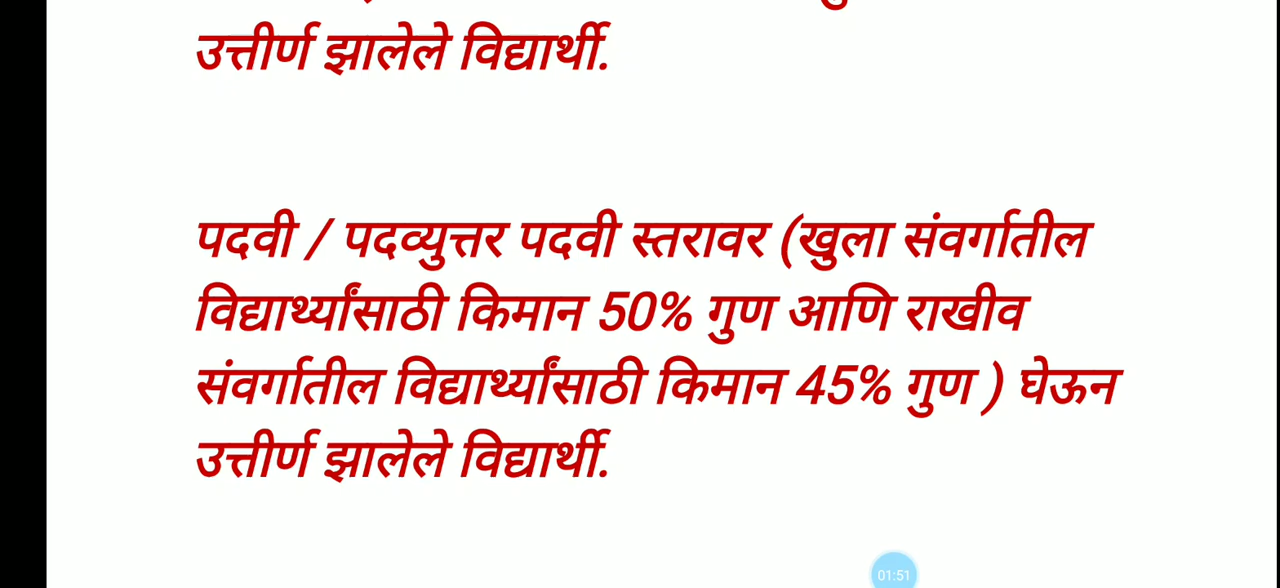 उत्तीर्ण झालेले विद्यार्थी.
पदवी / पदव्युत्तर पदवी स्तरावर (खुला संवर्गातील
विद्यार्थ्यांसाठी किमान 50% गुण आणि राखीव
संवर्गातील विद्यार्थ्यांसाठी किमान 45% गुण ) घेऊन
उत्तीर्ण झालेले विद्यार्थी.
01:51